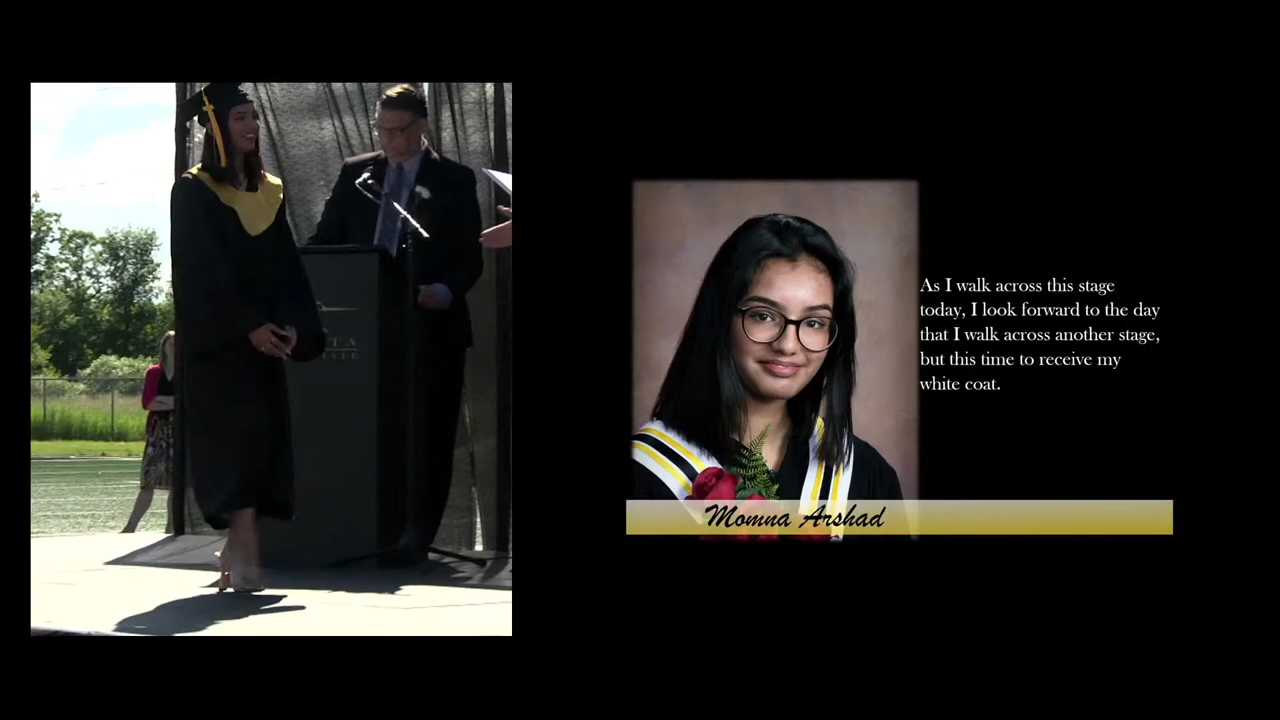 As I walk across this stage
today, I look forward to the day
that I walk across another stage,
but this time to receive my
white coat.
Momna Arshad